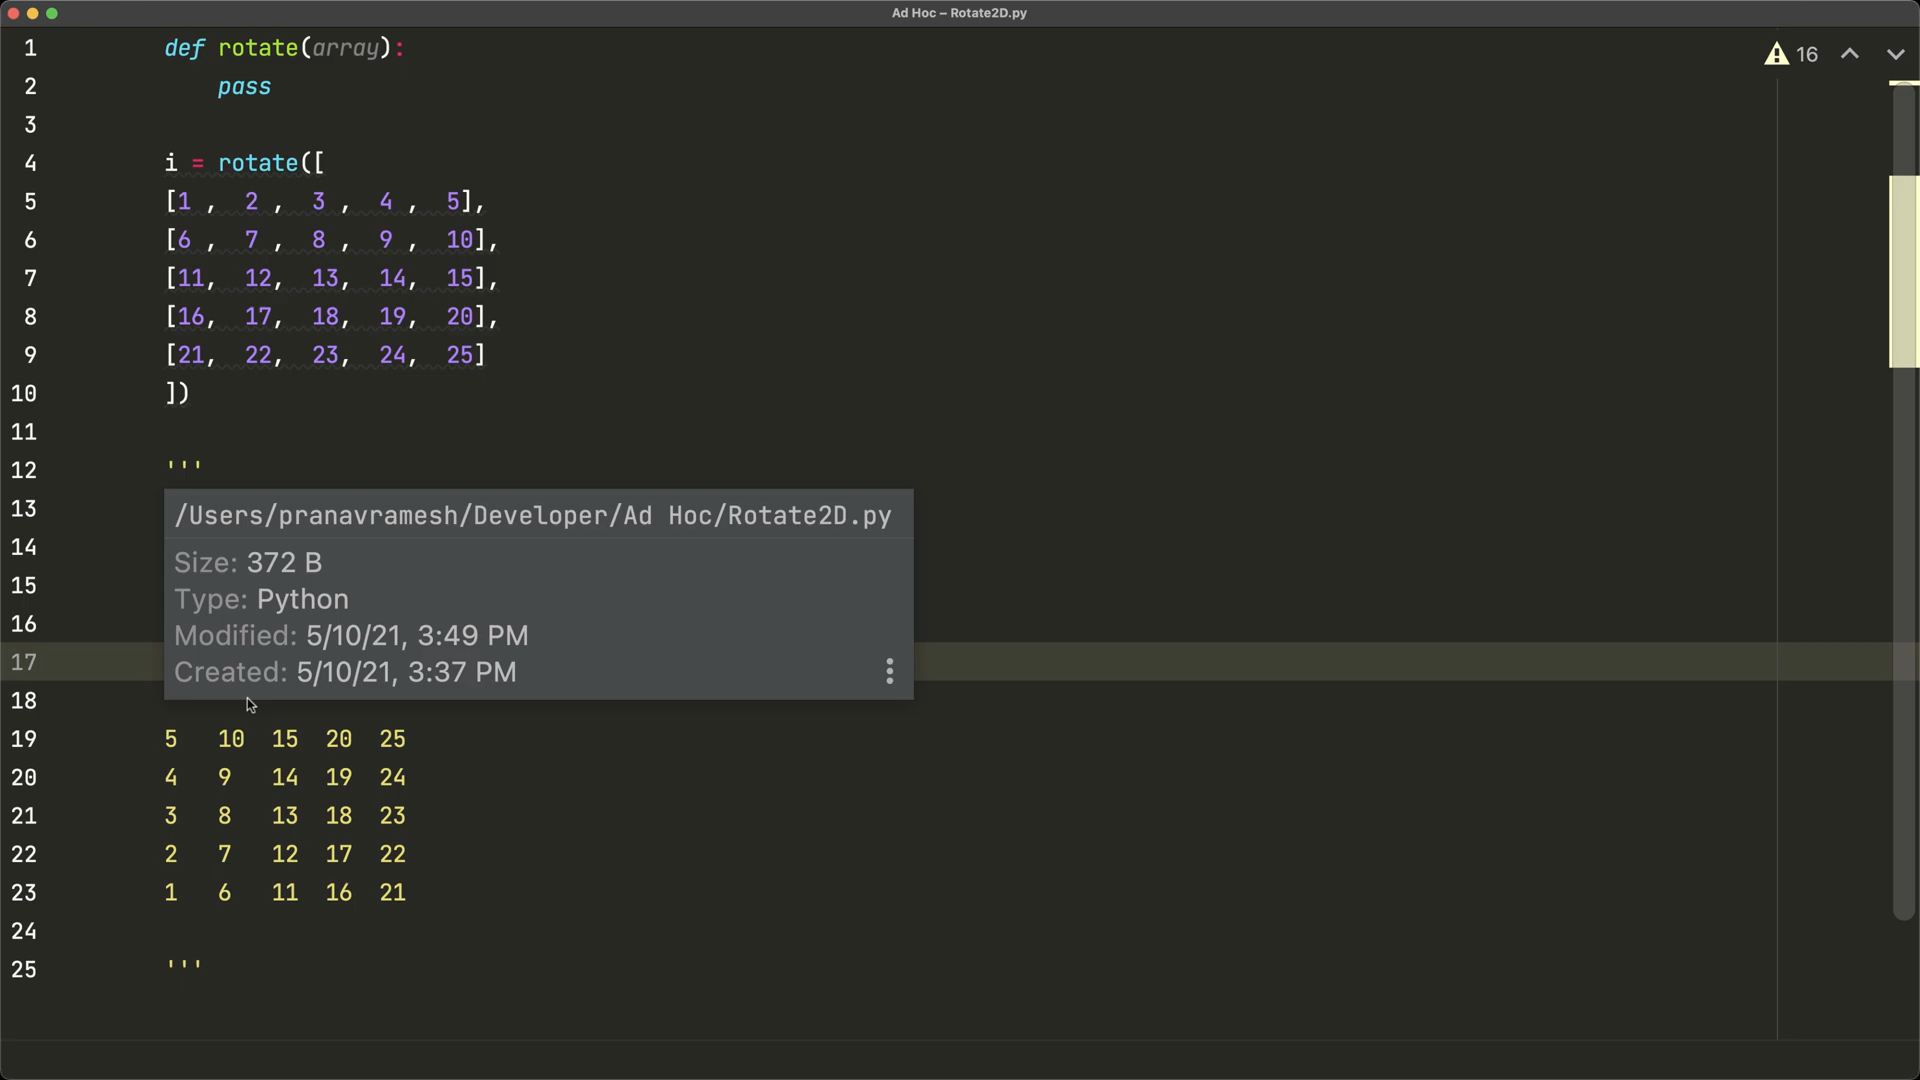 Ad Hoc – Rotate2D.py
16
1 def rotate(array):
2 pass
3
4 i = rotate([
5 [1 , 2 , 3 , 4 , 5],
6 [6 , 7 , 8 , 9 , 10],
7 [11, 12, 13, 14, 15],
8 [16, 17, 18, 19, 20],
9 [21, 22, 23, 24, 25]
10 ])
11
12 '''
13
/Users/pranavramesh/Developer/Ad Hoc/Rotate2D.py
14
Size: 372 B
15
Type: Python
16
Modified: 5/10/21, 3:49 PM
17
Created: 5/10/21, 3:37 PM
18
19 5 10 15 20 25
20 4 9 14 19 24
21 3 8 13 18 23
22 2 7 12 17 22
23 1 6 11 16 21
24
25 '''